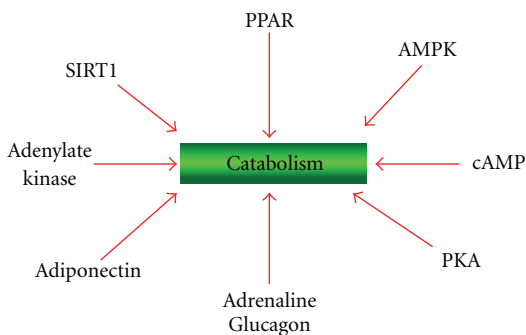 PPAR
AMPK
SIRT1
Adenylate
kinase
Catabolism
cAMP
Adiponectin
PKA
Adrenaline
Glucagon